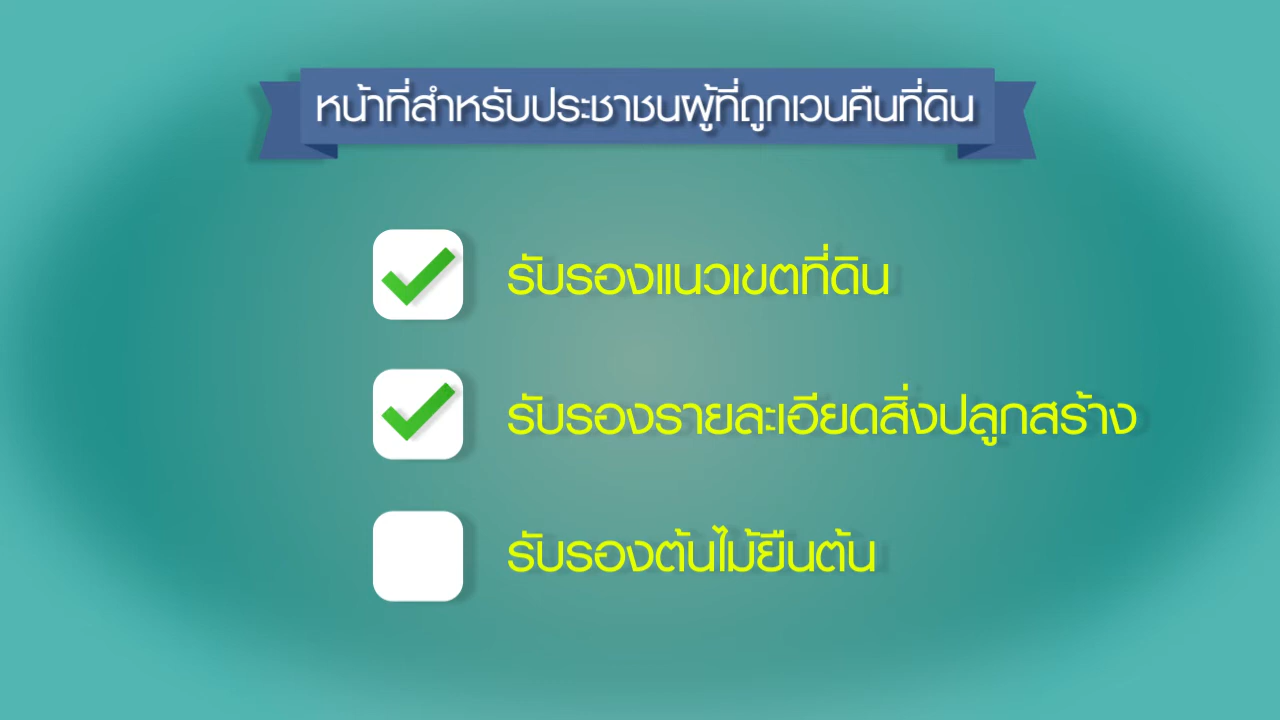 หน้าที่สำหรับประชาชนผู้ที่ถูกเวนคืนที่ดิน
รับรองแนวเขตที่ดิน
รับรองรายละเอียดสิ่งปลูกสร้าง
รับรองต้นไม้ยืนต้น